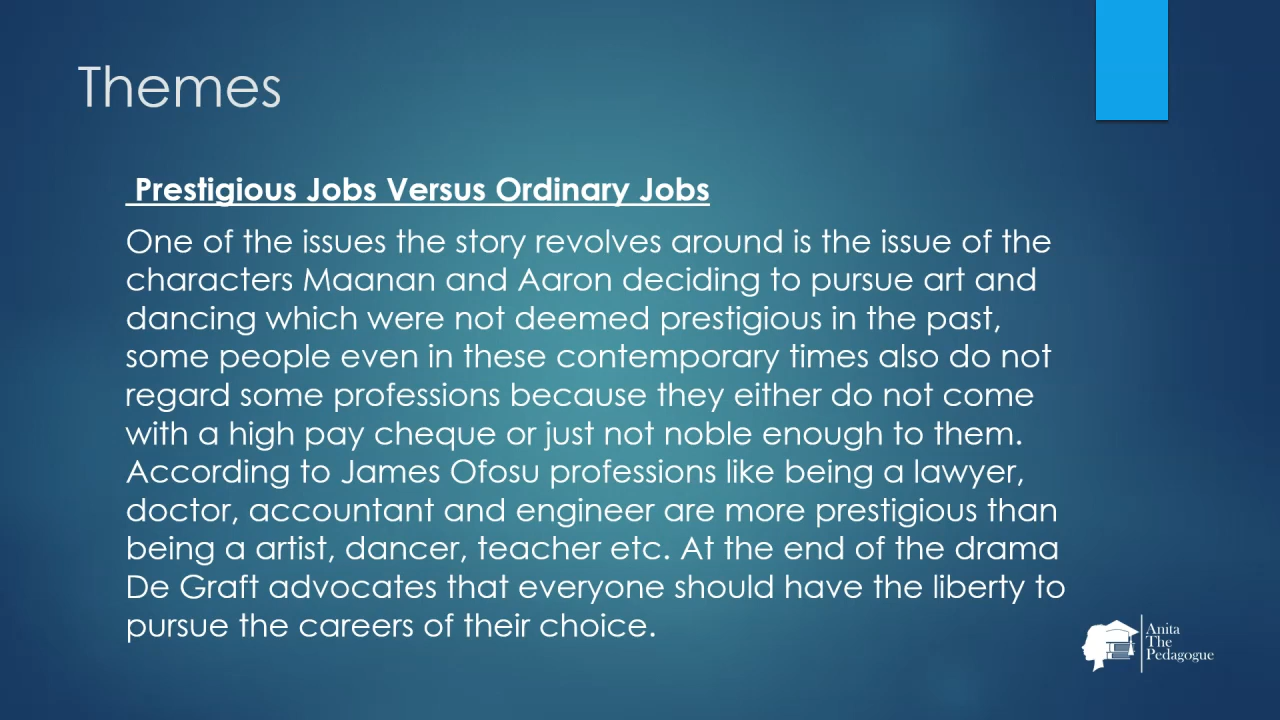 Themes
Prestigious Jobs Versus Ordinary Jobs
One of the issues the story revolves around is the issue of the
characters Maanan and Aaron deciding to pursue art and
dancing which were not deemed prestigious in the past,
some people even in these contemporary times also do not
regard some professions because they either do not come
with a high pay cheque or just not noble enough to them.
According to James Ofosu professions like being a lawyer,
doctor, accountant and engineer are more prestigious than
being a artist, dancer, teacher etc. At the end of the drama
De Graft advocates that everyone should have the liberty to
pursue the careers of their choice.
Anita
The
Pedagogue